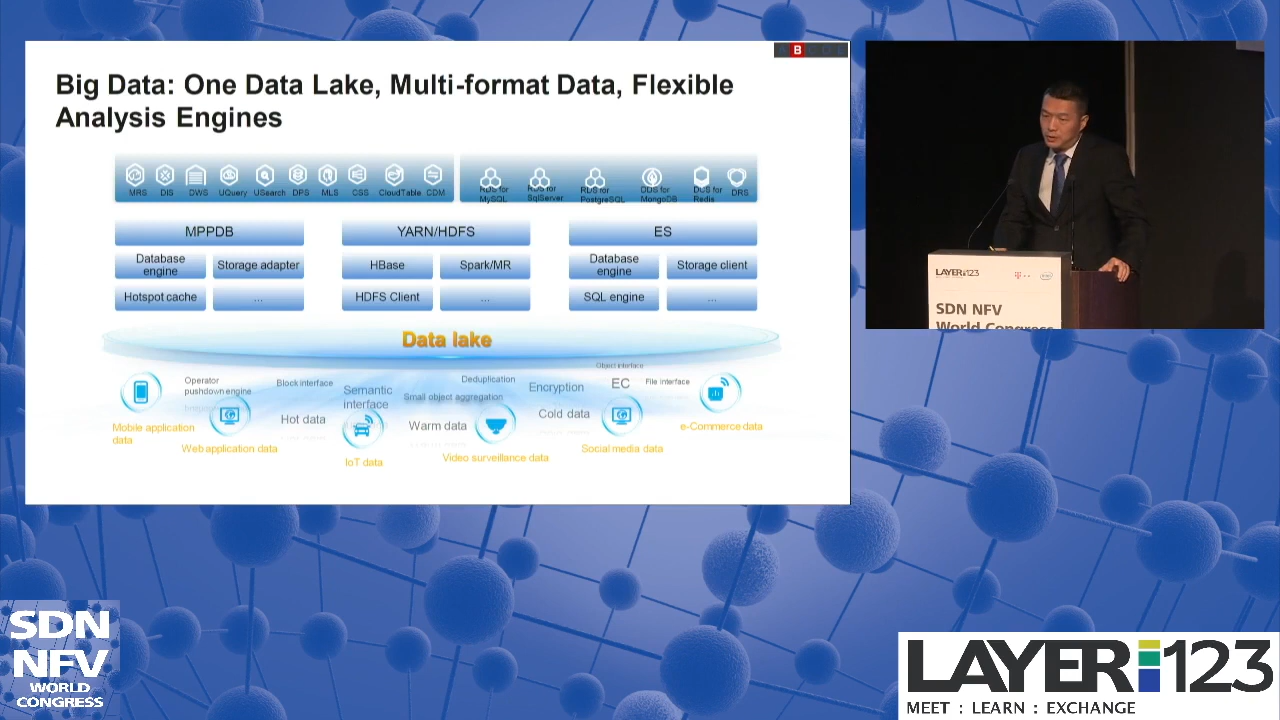 B
Big Data: One Data Lake, Multi-format Data, Flexible
Analysis Engines
MRS DIS DWS UQuery USearch DPS MLS CSS CloudTable CDM
RDS for MySQL
RDS for SqlServer
RDS for PostgreSQL
DDS for MongoDB
DCS for Redis
DRS
MPPDB
YARN/HDFS
ES
Database engine
Storage adapter
HBase
Spark/MR
Database engine
Storage client
Hotspot cache
...
HDFS Client
...
SQL engine
...
Data lake
Operator pushdown engine
Block interface
Semantic interface
Deduplication
Small object aggregation
Encryption
Object interface
EC
File interface
Hot data
Warm data
Cold data
Mobile application data
Web application data
IoT data
Video surveillance data
Social media data
e-Commerce data
LAYER123
SDN NFV
World Congress
SDN
NFV
WORLD
CONGRESS
LAYER123
MEET : LEARN : EXCHANGE